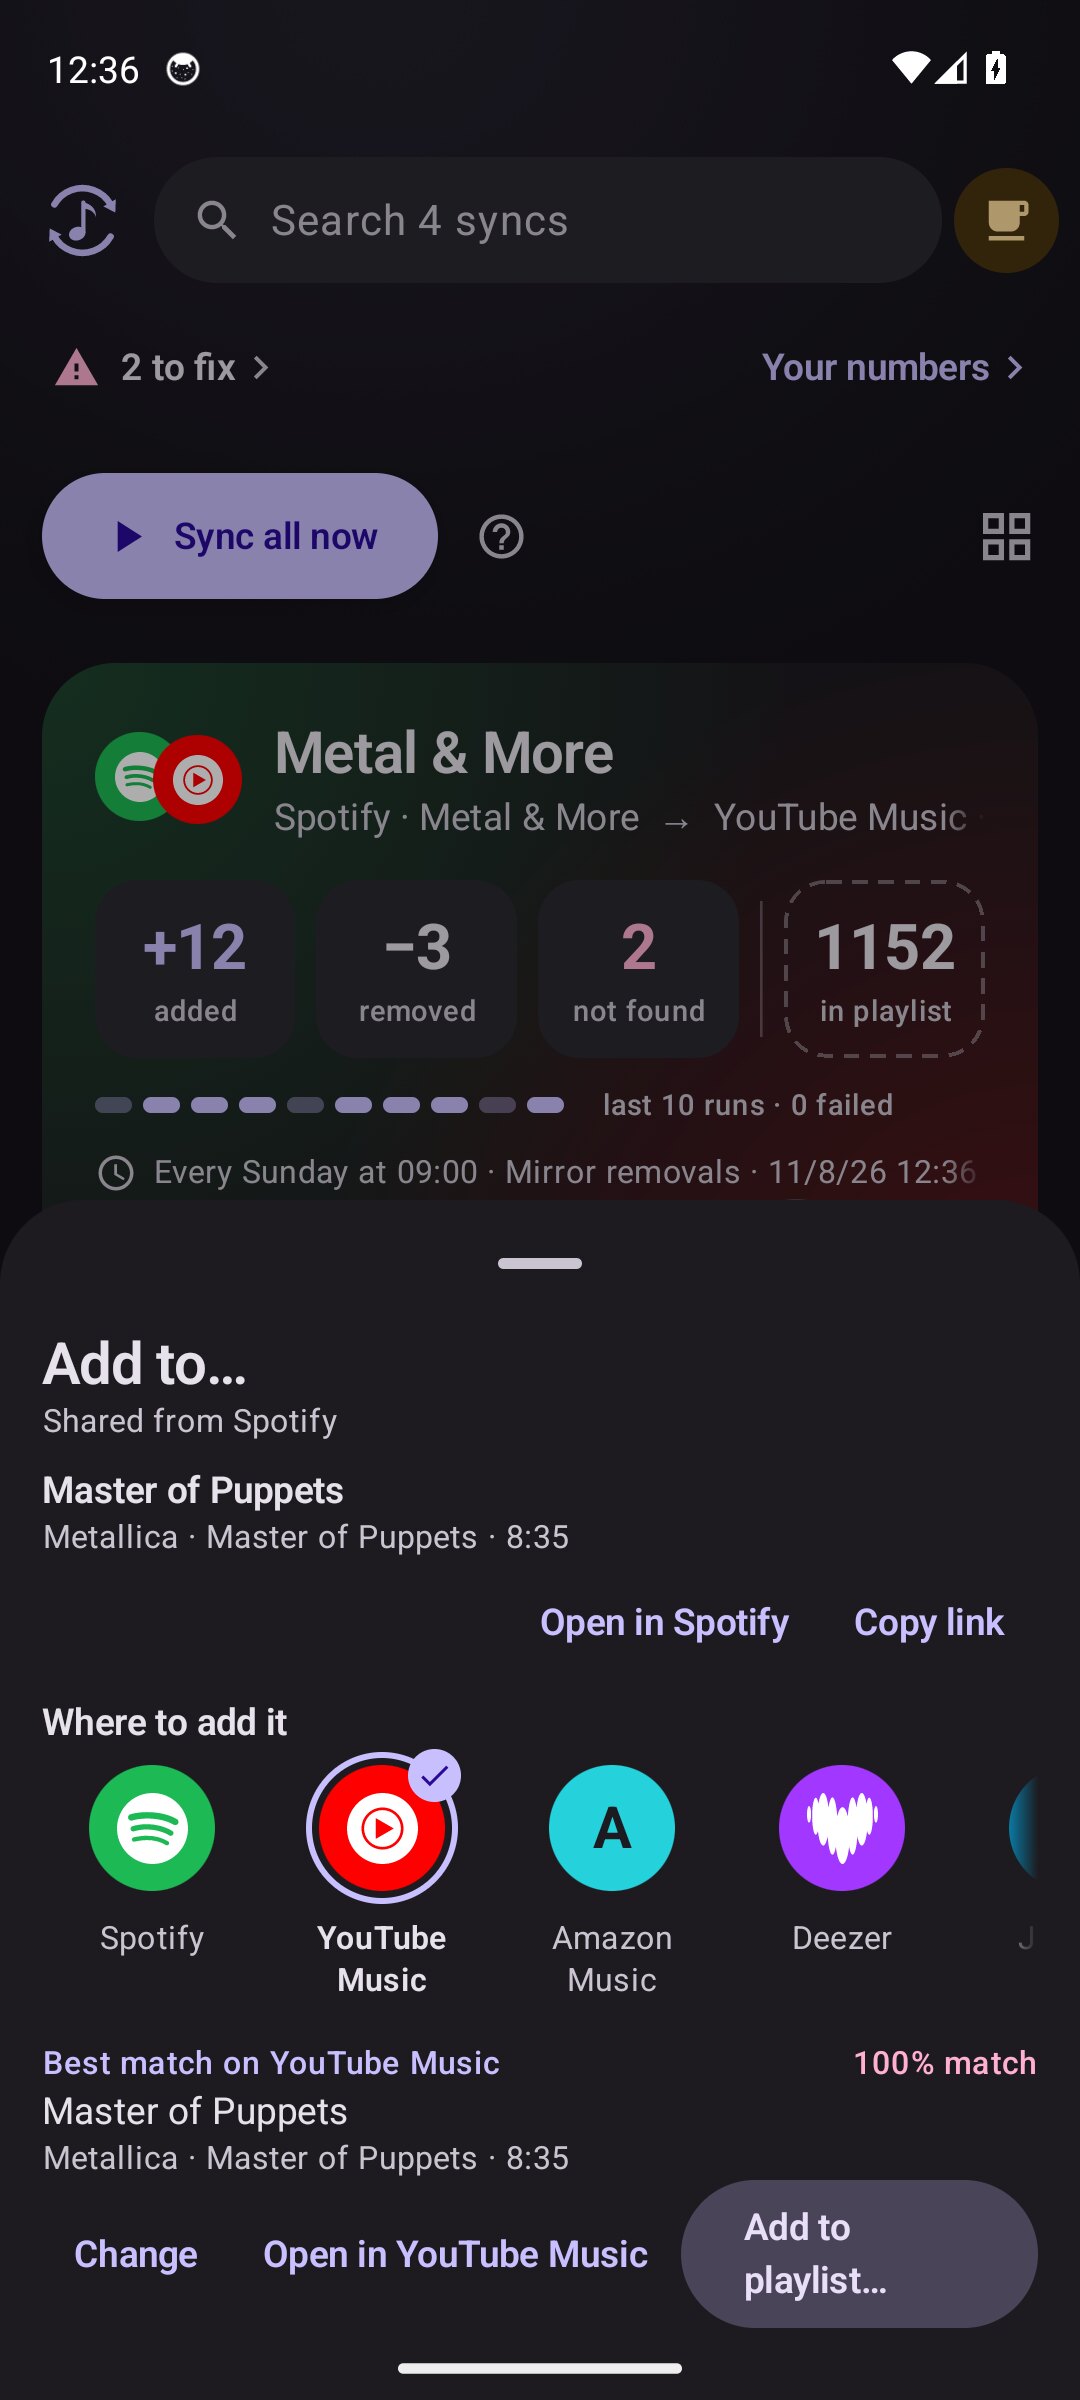 12:36
Search 4 syncs
2 to fix
Your numbers
Sync all now
Metal & More
Spotify · Metal & More → YouTube Music
+12
added
−3
removed
2
not found
1152
in playlist
last 10 runs · 0 failed
Every Sunday at 09:00 · Mirror removals · 11/8/26 12:36
Add to…
Shared from Spotify
Master of Puppets
Metallica · Master of Puppets · 8:35
Open in Spotify
Copy link
Where to add it
A
Spotify
YouTube
Music
Amazon
Music
Deezer
J
Best match on YouTube Music
100% match
Master of Puppets
Metallica · Master of Puppets · 8:35
Change
Open in YouTube Music
Add to
playlist…